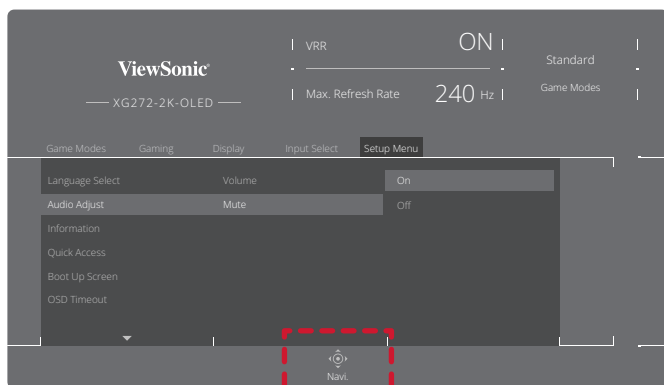 ViewSonic®
XG272-2K-OLED
VRR ON
Max. Refresh Rate 240 Hz
Standard
Game Modes
Game Modes Gaming Display Input Select Setup Menu
Language Select Volume On
Audio Adjust Mute Off
Information
Quick Access
Boot Up Screen
OSD Timeout
Navi.